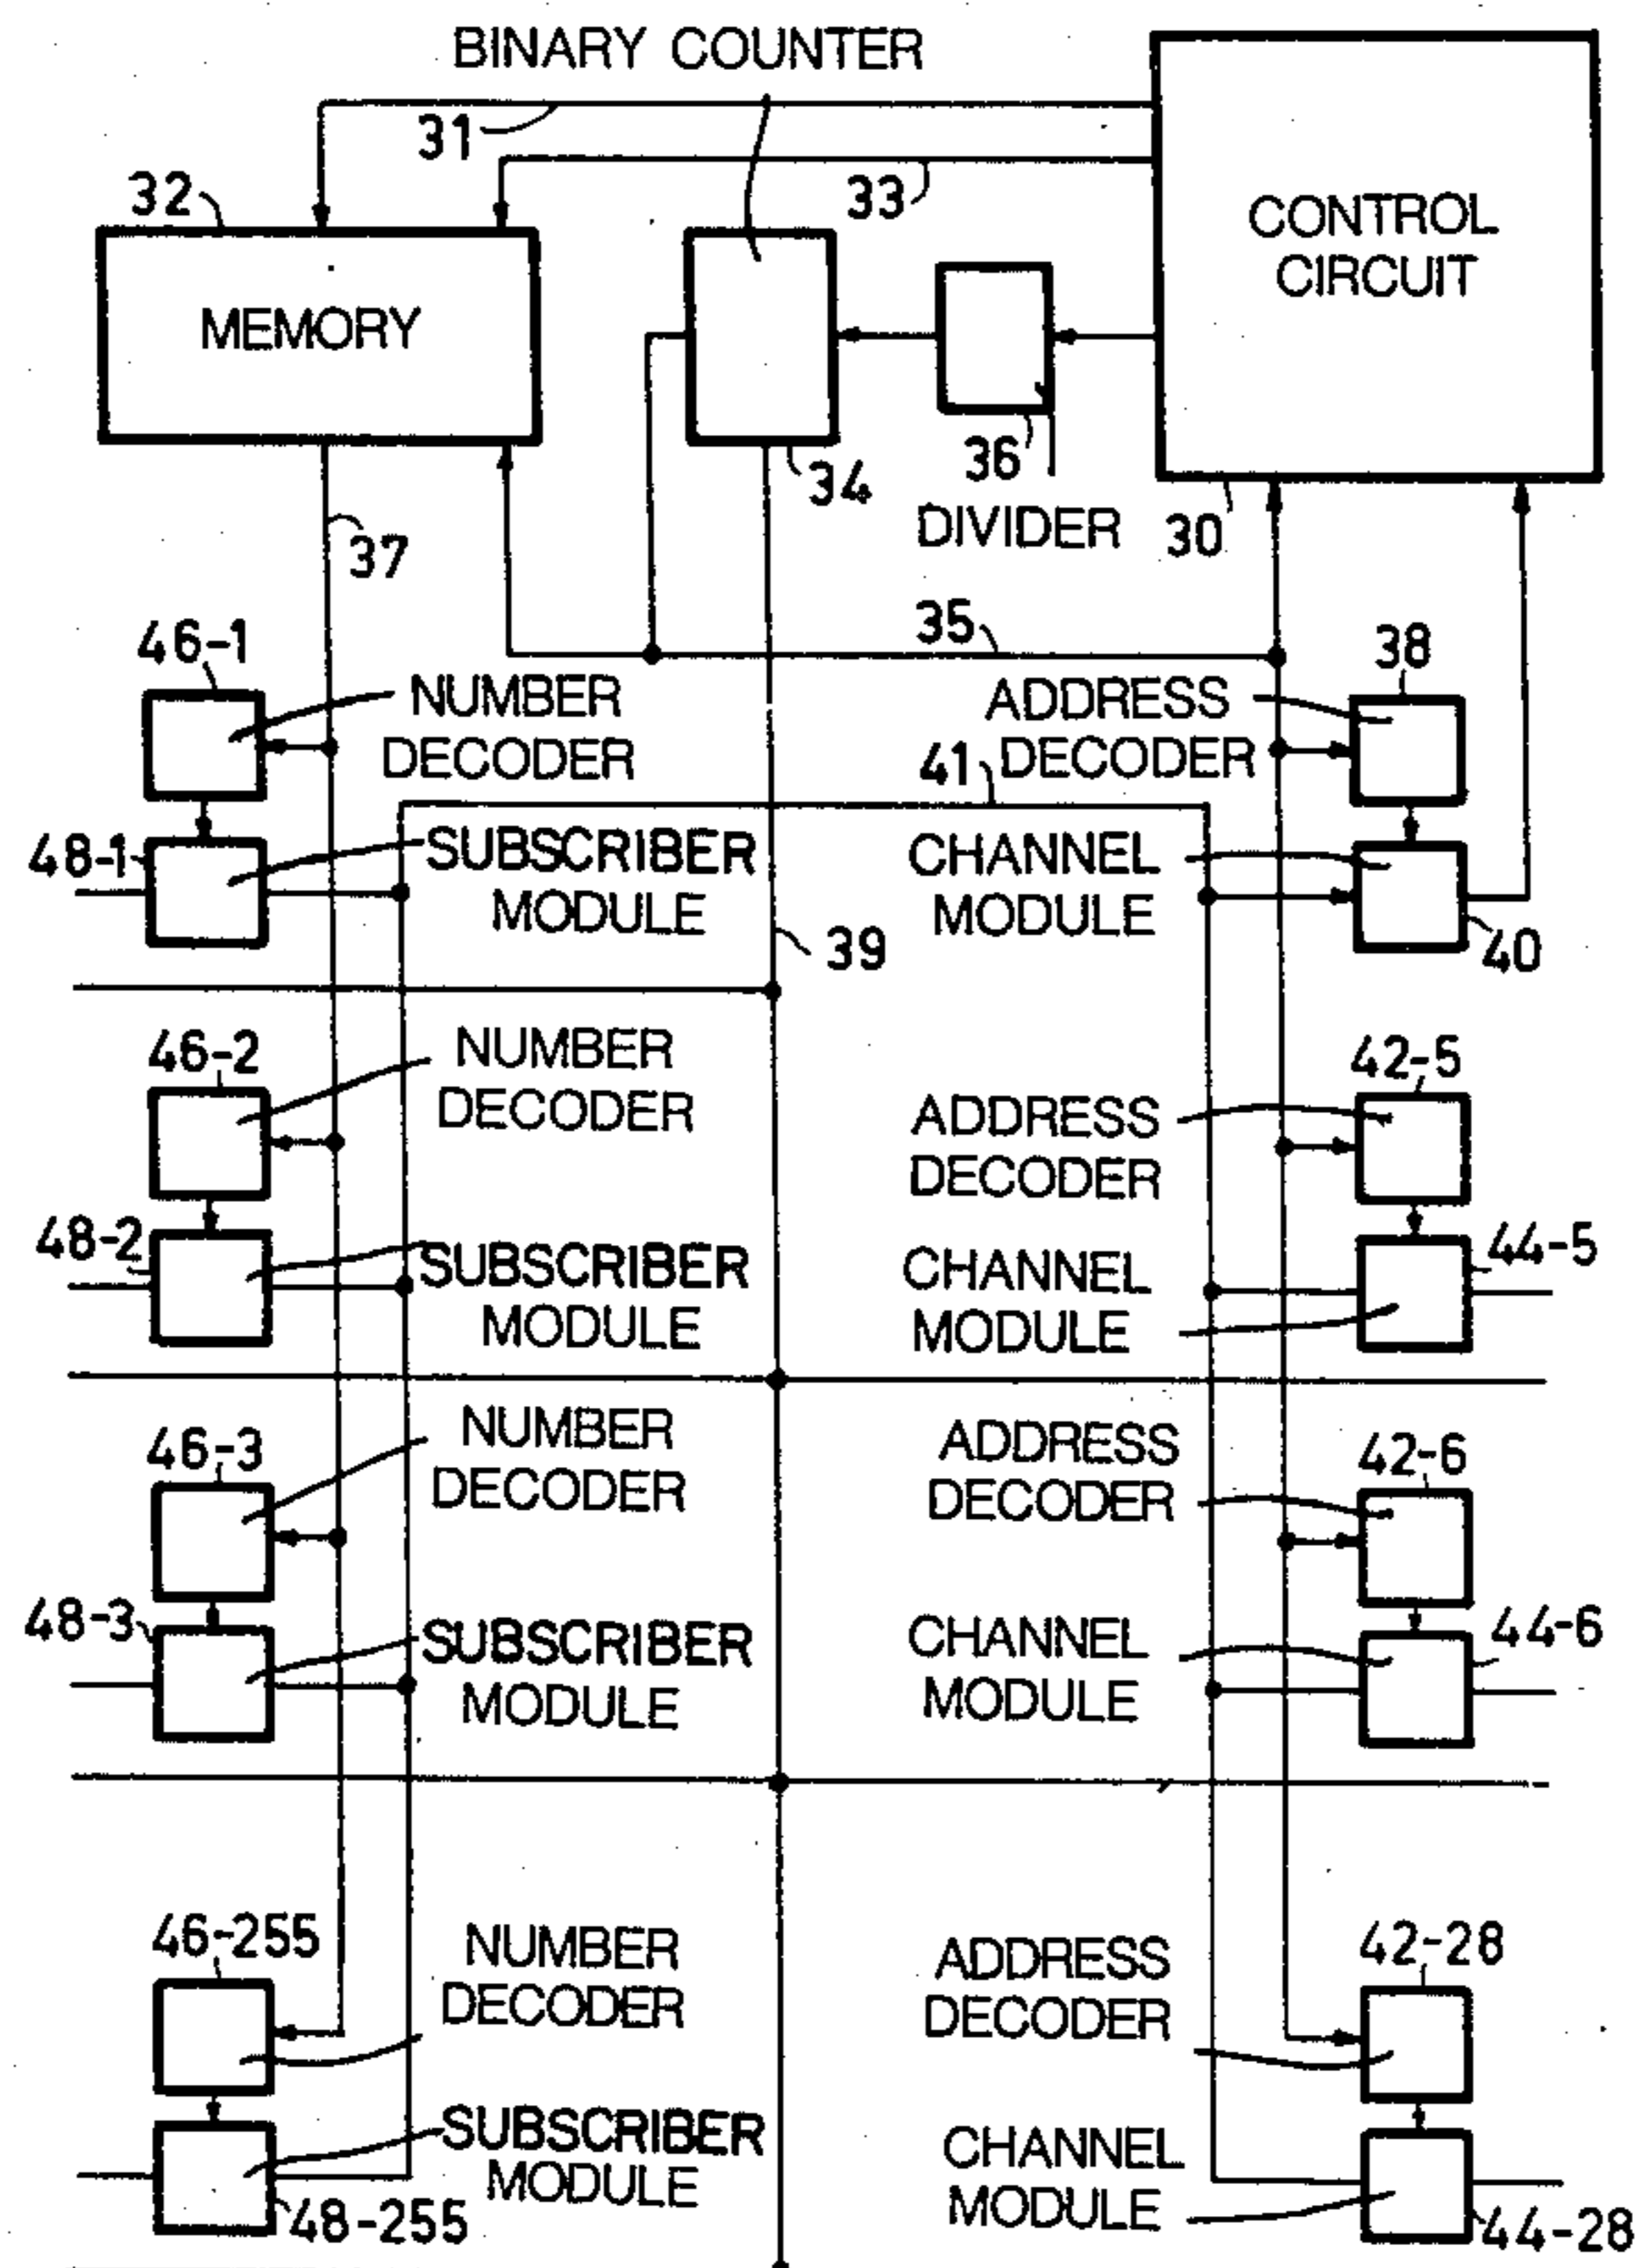 BINARY COUNTER
31
33
32
CONTROL
CIRCUIT
MEMORY
36
34
DIVIDER
30
37
35
46-1
38
NUMBER
DECODER
ADDRESS
DECODER
41
48-1
SUBSCRIBER
MODULE
CHANNEL
MODULE
39
40
46-2
NUMBER
DECODER
42-5
ADDRESS
DECODER
48-2
SUBSCRIBER
MODULE
CHANNEL
MODULE
44-5
46-3
NUMBER
DECODER
ADDRESS
DECODER
42-6
48-3
SUBSCRIBER
MODULE
CHANNEL
MODULE
44-6
46-255
NUMBER
DECODER
ADDRESS
DECODER
42-28
SUBSCRIBER
MODULE
48-255
CHANNEL
MODULE
44-28